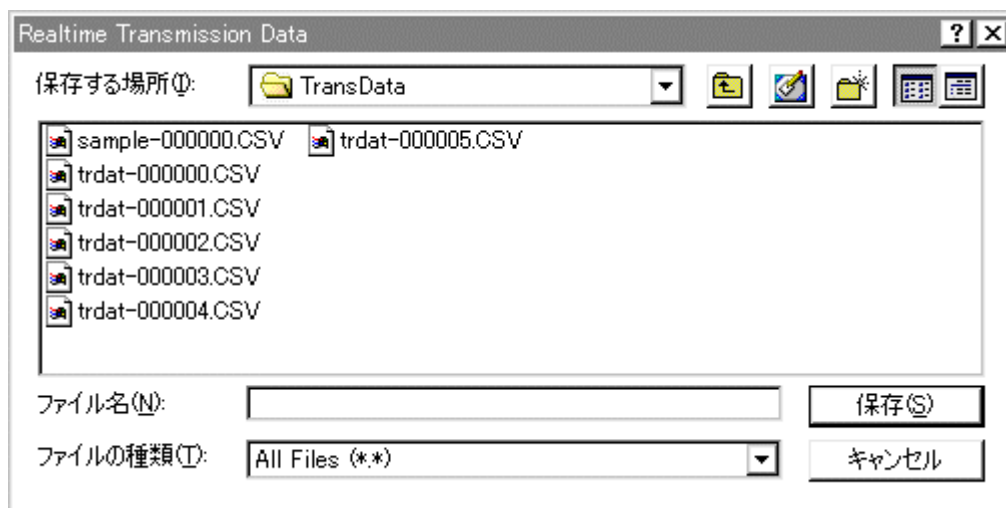 Realtime Transmission Data
保存する場所(I): TransData
sample-000000.CSV trdat-000005.CSV
trdat-000000.CSV
trdat-000001.CSV
trdat-000002.CSV
trdat-000003.CSV
trdat-000004.CSV
ファイル名(N): 保存(S)
ファイルの種類(T): All Files (*.*) キャンセル